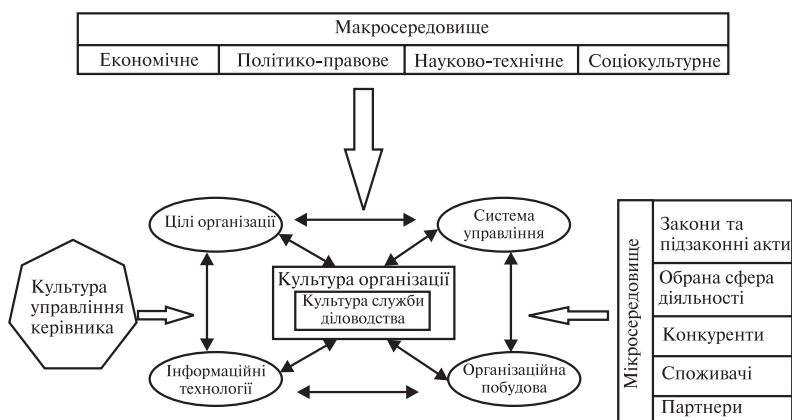 Макросередовище
Економічне
Політико-правове
Науково-технічне
Соціокультурне
Цілі організації
Система
управління
Культура
управління
керівника
Культура організації
Культура служби
діловодства
Інформаційні
технології
Організаційна
побудова
Мікросередовище
Закони та
підзаконні акти
Обрана сфера
діяльності
Конкуренти
Споживачі
Партнери